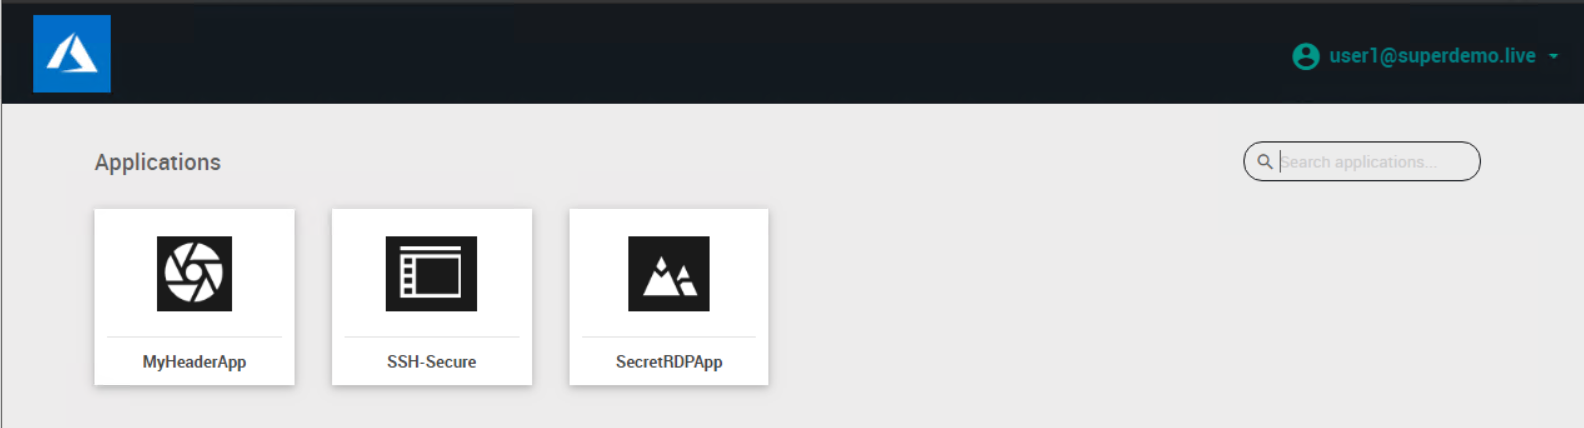 user1@superdemo.live
Applications
Search applications...
MyHeaderApp
SSH-Secure
SecretRDPApp